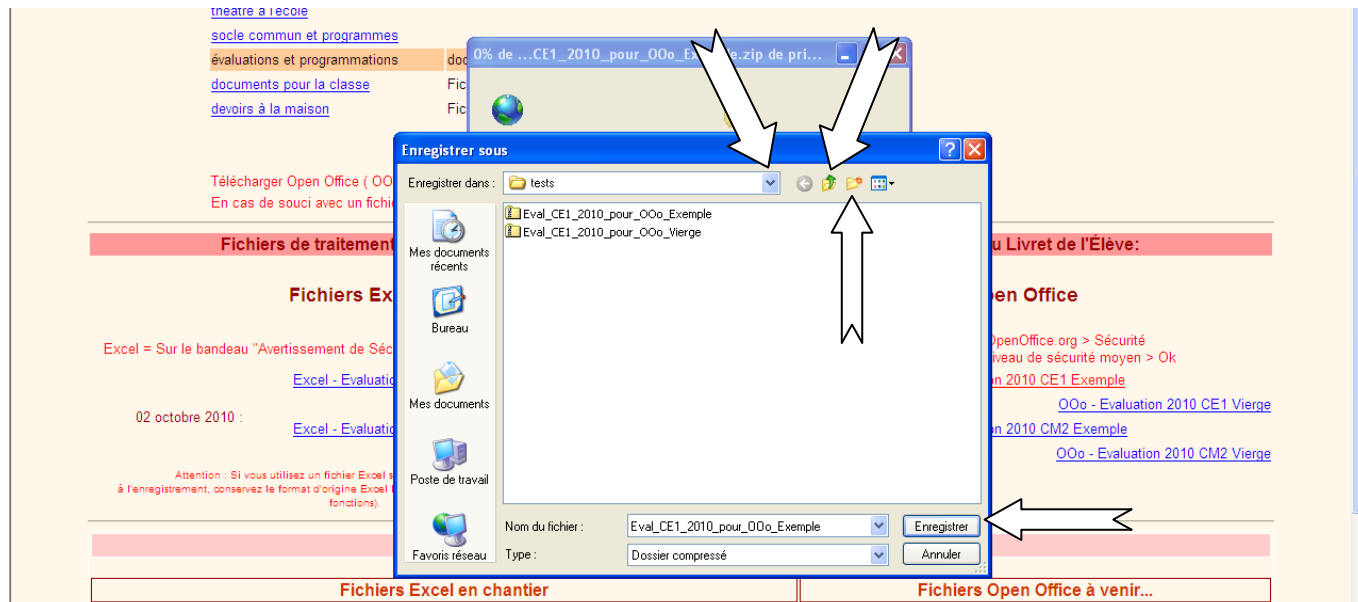 théâtre à l'école
socle commun et programmes
évaluations et programmations
documents pour la classe
Fic
devoirs à la maison
Fic
0% de ...CE1_2010_pour_OOo_Ex
.zip de pri...
Télécharger Open Office ( OO
En cas de souci avec un fichi
Enregistrer sous
Enregistrer dans :
tests
Eval_CE1_2010_pour_OOo_Exemple
Eval_CE1_2010_pour_OOo_Vierge
Mes documents
récents
Bureau
Mes documents
Poste de travail
Favoris réseau
Nom du fichier :
Eval_CE1_2010_pour_OOo_Exemple
Enregistrer
Type :
Dossier compressé
Annuler
Fichiers de traitement
u Livret de l'Élève:
Fichiers Ex
en Office
Excel = Sur le bandeau "Avertissement de Séc
OpenOffice.org > Sécurité
iveau de sécurité moyen > Ok
Excel - Evaluatio
n 2010 CE1 Exemple
OOo - Evaluation 2010 CE1 Vierge
02 octobre 2010 :
Excel - Evaluatio
n 2010 CM2 Exemple
OOo - Evaluation 2010 CM2 Vierge
Attention : Si vous utilisez un fichier Excel s
à l'enregistrement, conservez le format d'origine Excel
fonctions).
Fichiers Excel en chantier
Fichiers Open Office à venir...